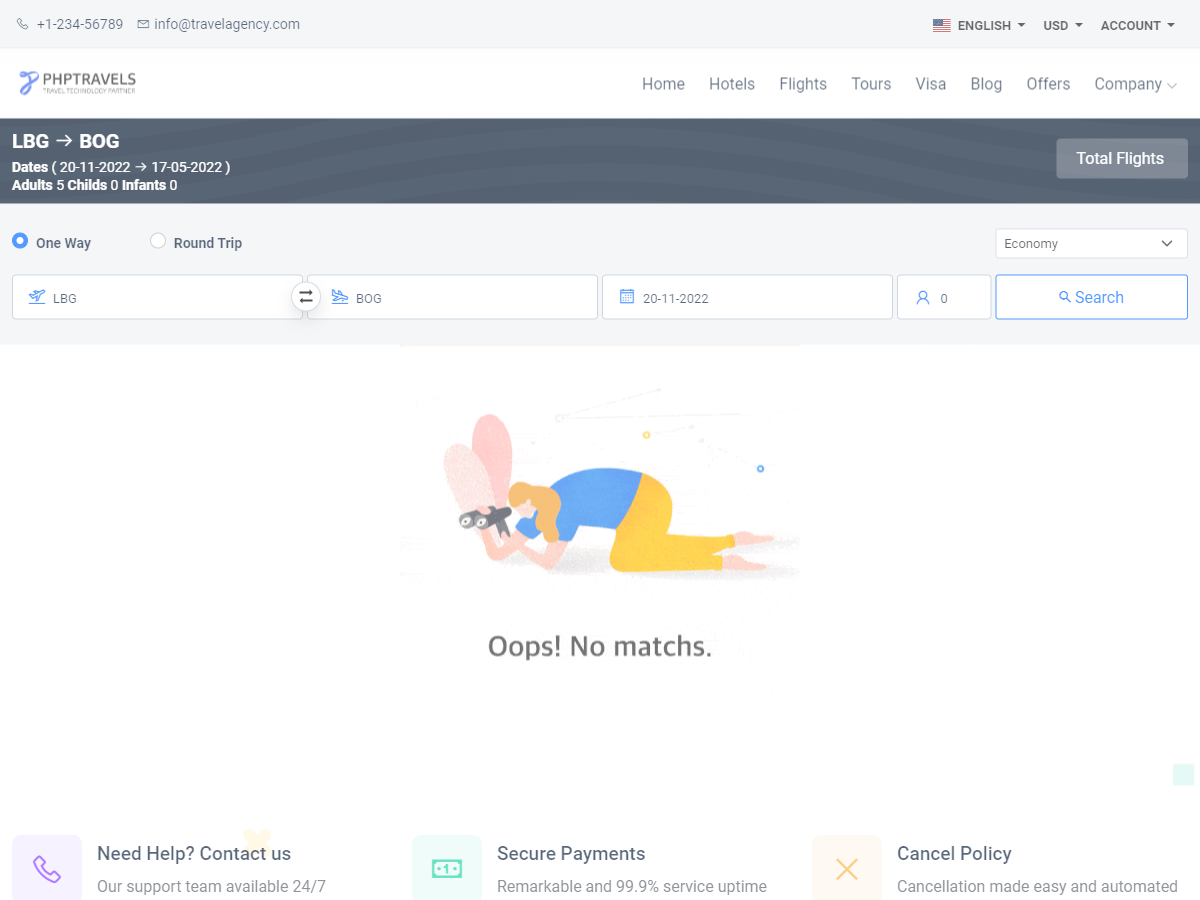 +1-234-56789 info@travelagency.com ENGLISH USD ACCOUNT
PHPTRAVELS
TRAVEL TECHNOLOGY PARTNER
Home Hotels Flights Tours Visa Blog Offers Company
LBG → BOG
Dates ( 20-11-2022 → 17-05-2022 )
Adults 5 Childs 0 Infants 0
Total Flights
One Way Round Trip Economy
LBG BOG 20-11-2022 0 Search
Oops! No matchs.
Need Help? Contact us
Our support team available 24/7
Secure Payments
Remarkable and 99.9% service uptime
Cancel Policy
Cancellation made easy and automated